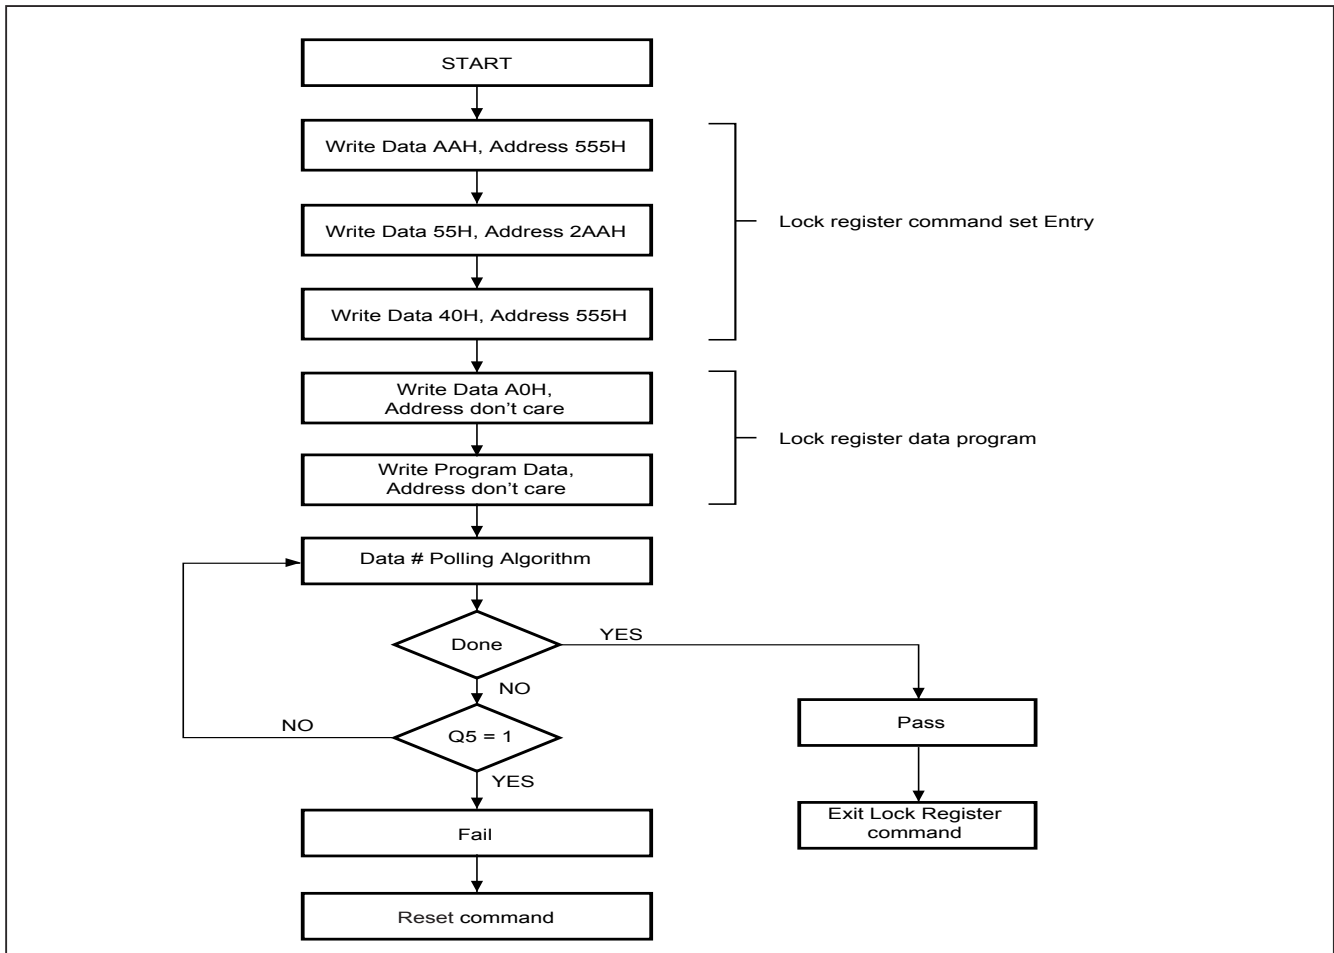 START
Write Data AAH, Address 555H
Write Data 55H, Address 2AAH
Lock register command set Entry
Write Data 40H, Address 555H
Write Data A0H,
Address don't care
Lock register data program
Write Program Data,
Address don't care
Data # Polling Algorithm
Done
YES
NO
Q5 = 1
NO
YES
Pass
Fail
Exit Lock Register
command
Reset command